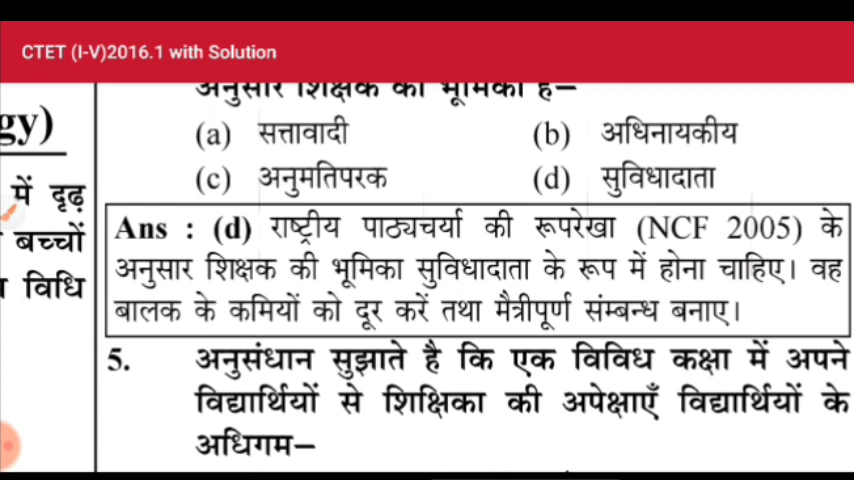 CTET (I-V)2016.1 with Solution
gy)
में दृढ़
बच्चों
विधि
अनुसार शिक्षक की भूमिका है–
(a) सत्तावादी (b) अधिनायकीय
(c) अनुमतिपरक (d) सुविधादाता
Ans : (d) राष्ट्रीय पाठ्यचर्या की रूपरेखा (NCF 2005) के
अनुसार शिक्षक की भूमिका सुविधादाता के रूप में होना चाहिए। वह
बालक के कमियों को दूर करें तथा मैत्रीपूर्ण संम्बन्ध बनाए।
5. अनुसंधान सुझाते है कि एक विविध कक्षा में अपने
विद्यार्थियों से शिक्षिका की अपेक्षाएँ विद्यार्थियों के
अधिगम–